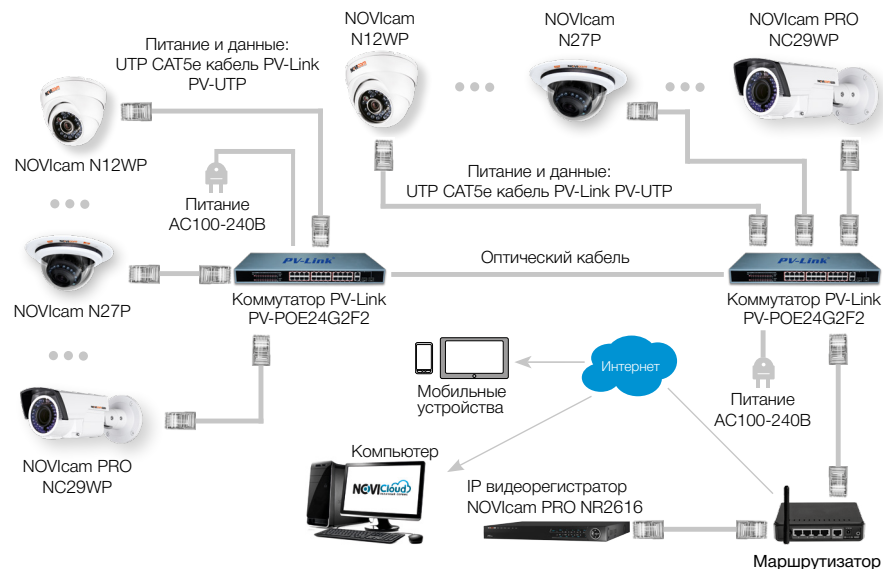 NOVIcam
N12WP
NOVIcam
N27P
NOVIcam PRO
NC29WP
Питание и данные:
UTP CAT5e кабель PV-Link
PV-UTP
NOVIcam N12WP
Питание
AC100-240В
Питание и данные:
UTP CAT5e кабель PV-Link PV-UTP
NOVIcam N27P
PV-Link
Оптический кабель
PV-Link
Коммутатор PV-Link
PV-POE24G2F2
Коммутатор PV-Link
PV-POE24G2F2
Интернет
Мобильные
устройства
Питание
AC100-240В
NOVIcam PRO
NC29WP
Компьютер
NOVICloud
IP видеорегистратор
NOVIcam PRO NR2616
Маршрутизатор